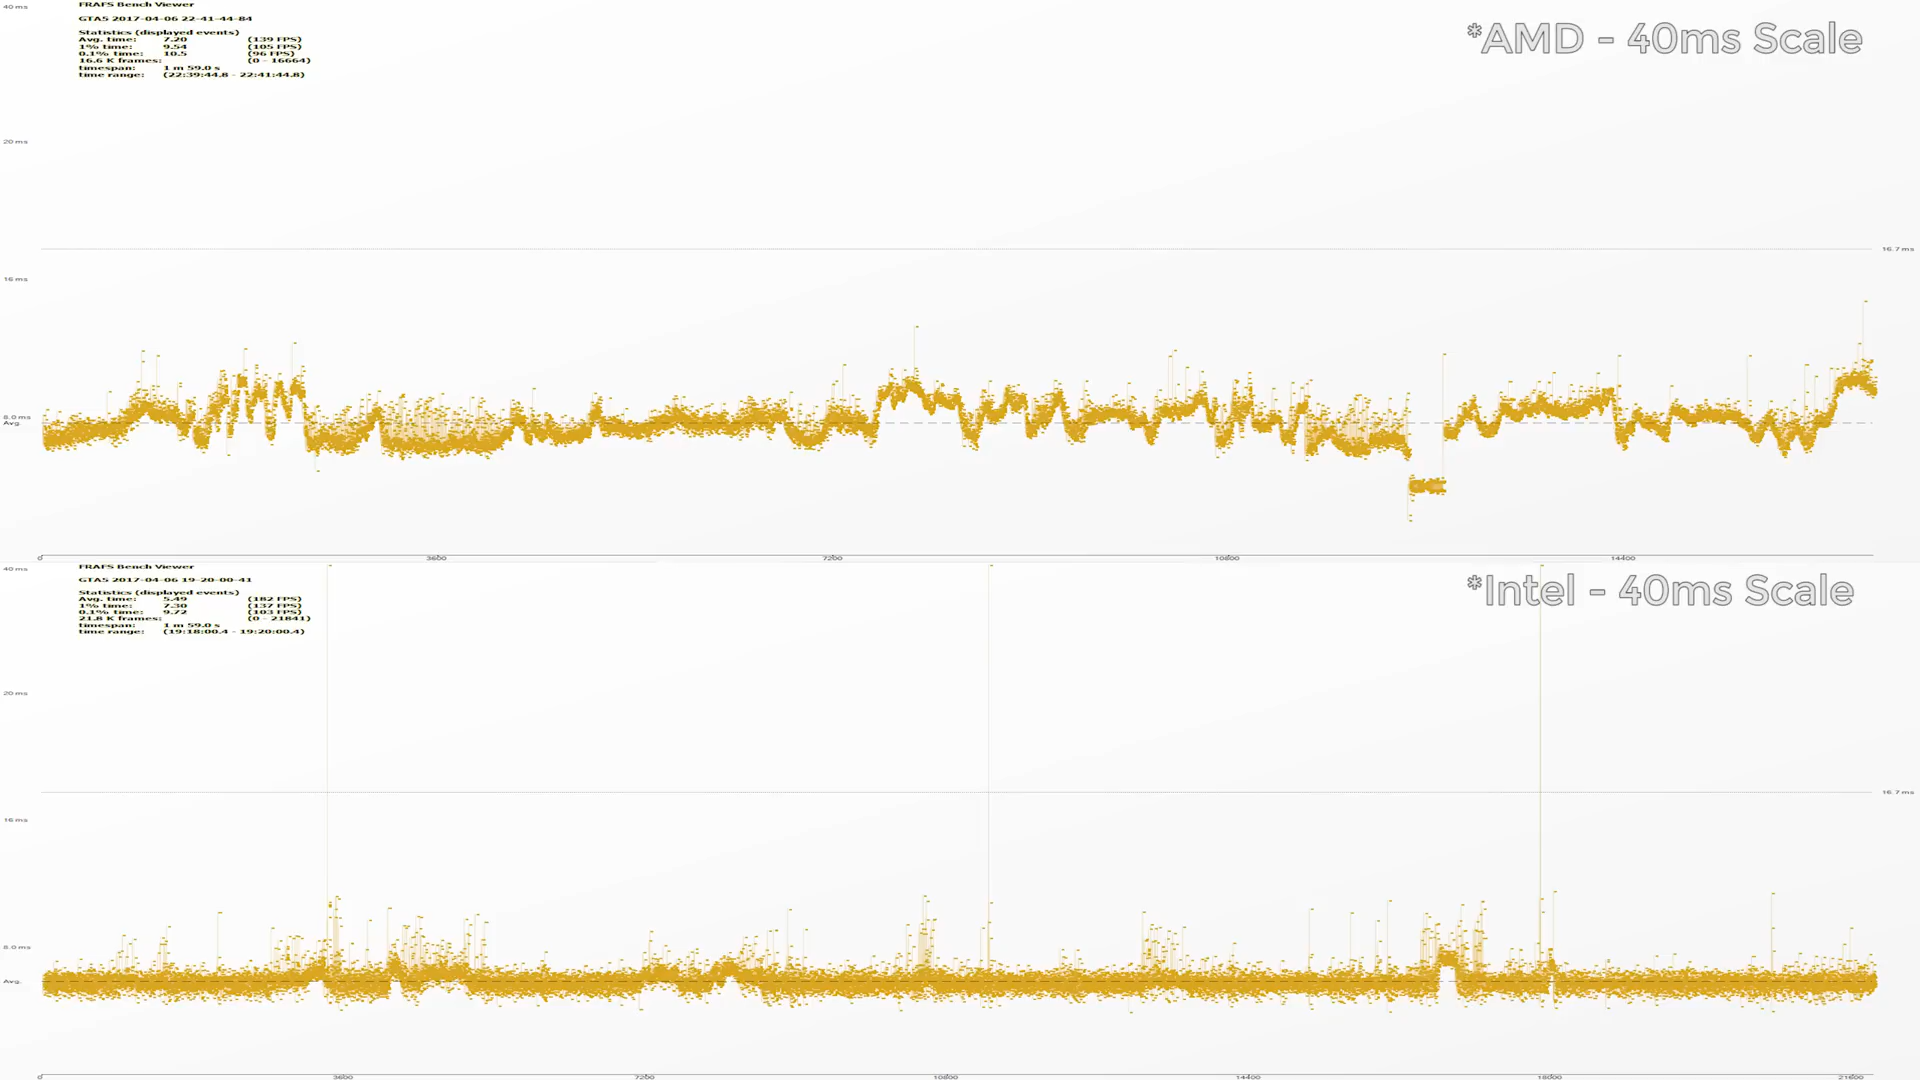 40 ms
FRAFS Bench Viewer
GTA5 2017-04-06 22-41-44-84
Statistics (displayed events)
Avg. time: 7.20 (139 FPS)
1% time: 9.54 (105 FPS)
0.1% time: 10.5 (96 FPS)
16.6 K frames: (0 - 16664)
timespan: 1 m 59.0 s
time range: (22:39:44.8 - 22:41:44.8)
*AMD - 40ms Scale
20 ms
16.7 ms
16 ms
8.0 ms
Avg.
0 3600 7200 10800 14400
40 ms
FRAFS Bench Viewer
GTA5 2017-04-06 19-20-00-41
Statistics (displayed events)
Avg. time: 5.49 (182 FPS)
1% time: 7.30 (137 FPS)
0.1% time: 9.72 (103 FPS)
21.8 K frames: (0 - 21841)
timespan: 1 m 59.0 s
time range: (19:18:00.4 - 19:20:00.4)
*Intel - 40ms Scale
20 ms
16.7 ms
16 ms
8.0 ms
Avg.
0 3600 7200 10800 14400 18000 21600